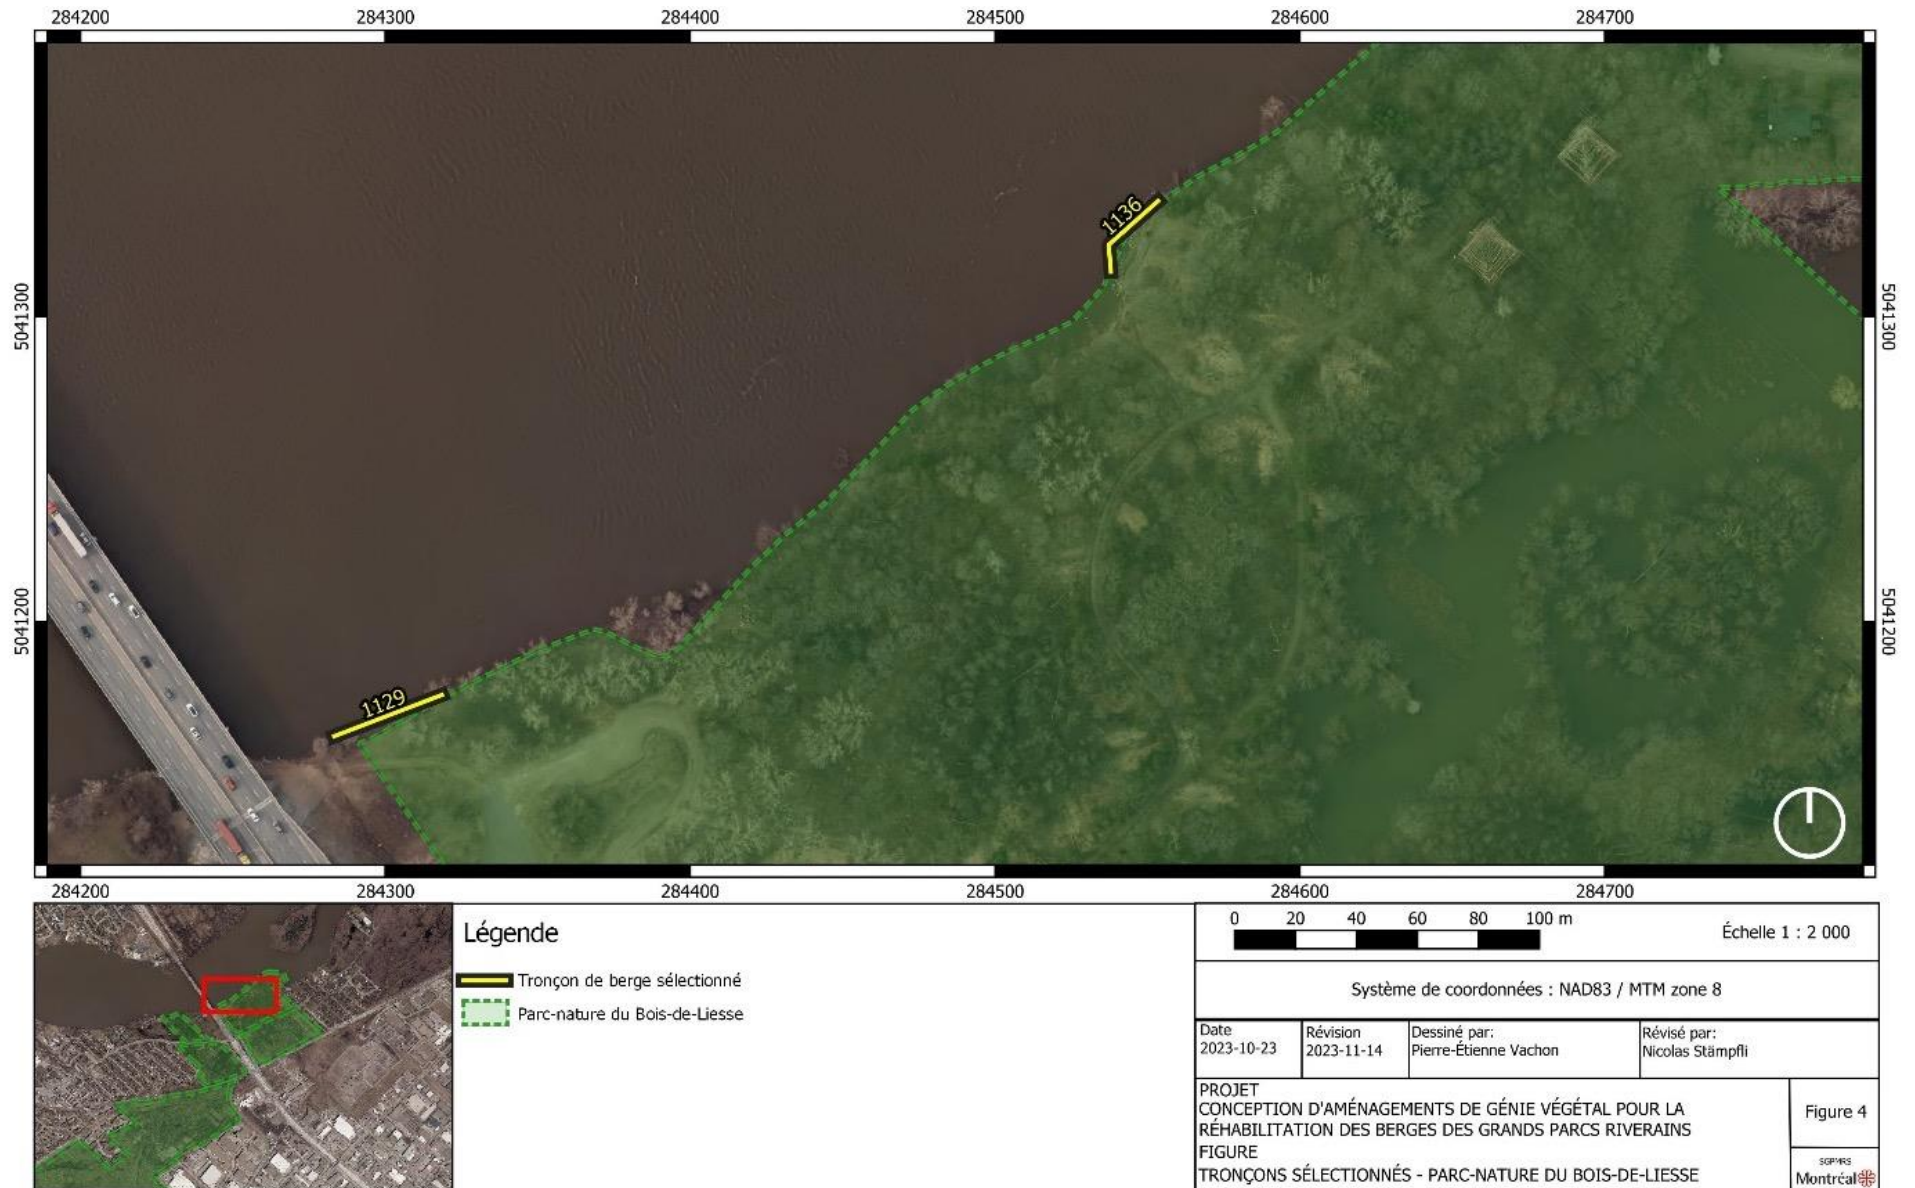 284200 284300 284400 284500 284600 284700
5041300
5041300
1136
5041200
5041200
1129
284200 284300 284400 284500 284600 284700
Légende
Tronçon de berge sélectionné
Parc-nature du Bois-de-Liesse
0 20 40 60 80 100 m
Échelle 1 : 2 000
Système de coordonnées : NAD83 / MTM zone 8
Date
2023-10-23
Révision
2023-11-14
Dessiné par:
Pierre-Étienne Vachon
Révisé par:
Nicolas Stämpfli
PROJET
CONCEPTION D'AMÉNAGEMENTS DE GÉNIE VÉGÉTAL POUR LA
RÉHABILITATION DES BERGES DES GRANDS PARCS RIVERAINS
FIGURE
TRONÇONS SÉLECTIONNÉS - PARC-NATURE DU BOIS-DE-LIESSE
Figure 4
SGPMRS
Montréal